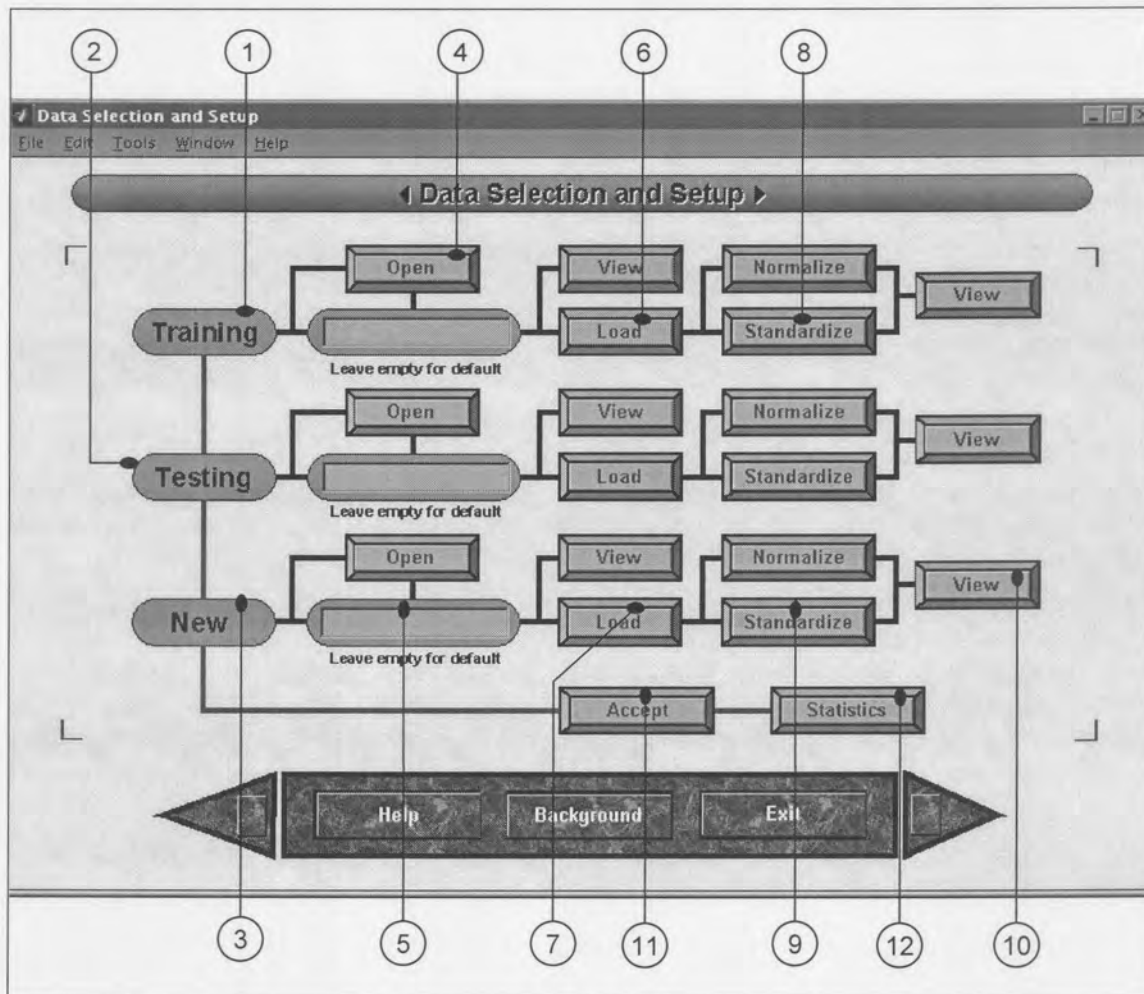 2 1 4 6 8
Data Selection and Setup
File Edit Tools Window Help
Data Selection and Setup
Open View Normalize
View
Training Load Standardize
Leave empty for default
Open View Normalize
View
Testing Load Standardize
Leave empty for default
Open View Normalize
View
New Load Standardize
Leave empty for default
Accept Statistics
Help Background Exit
3 5 7 11 9 12 10